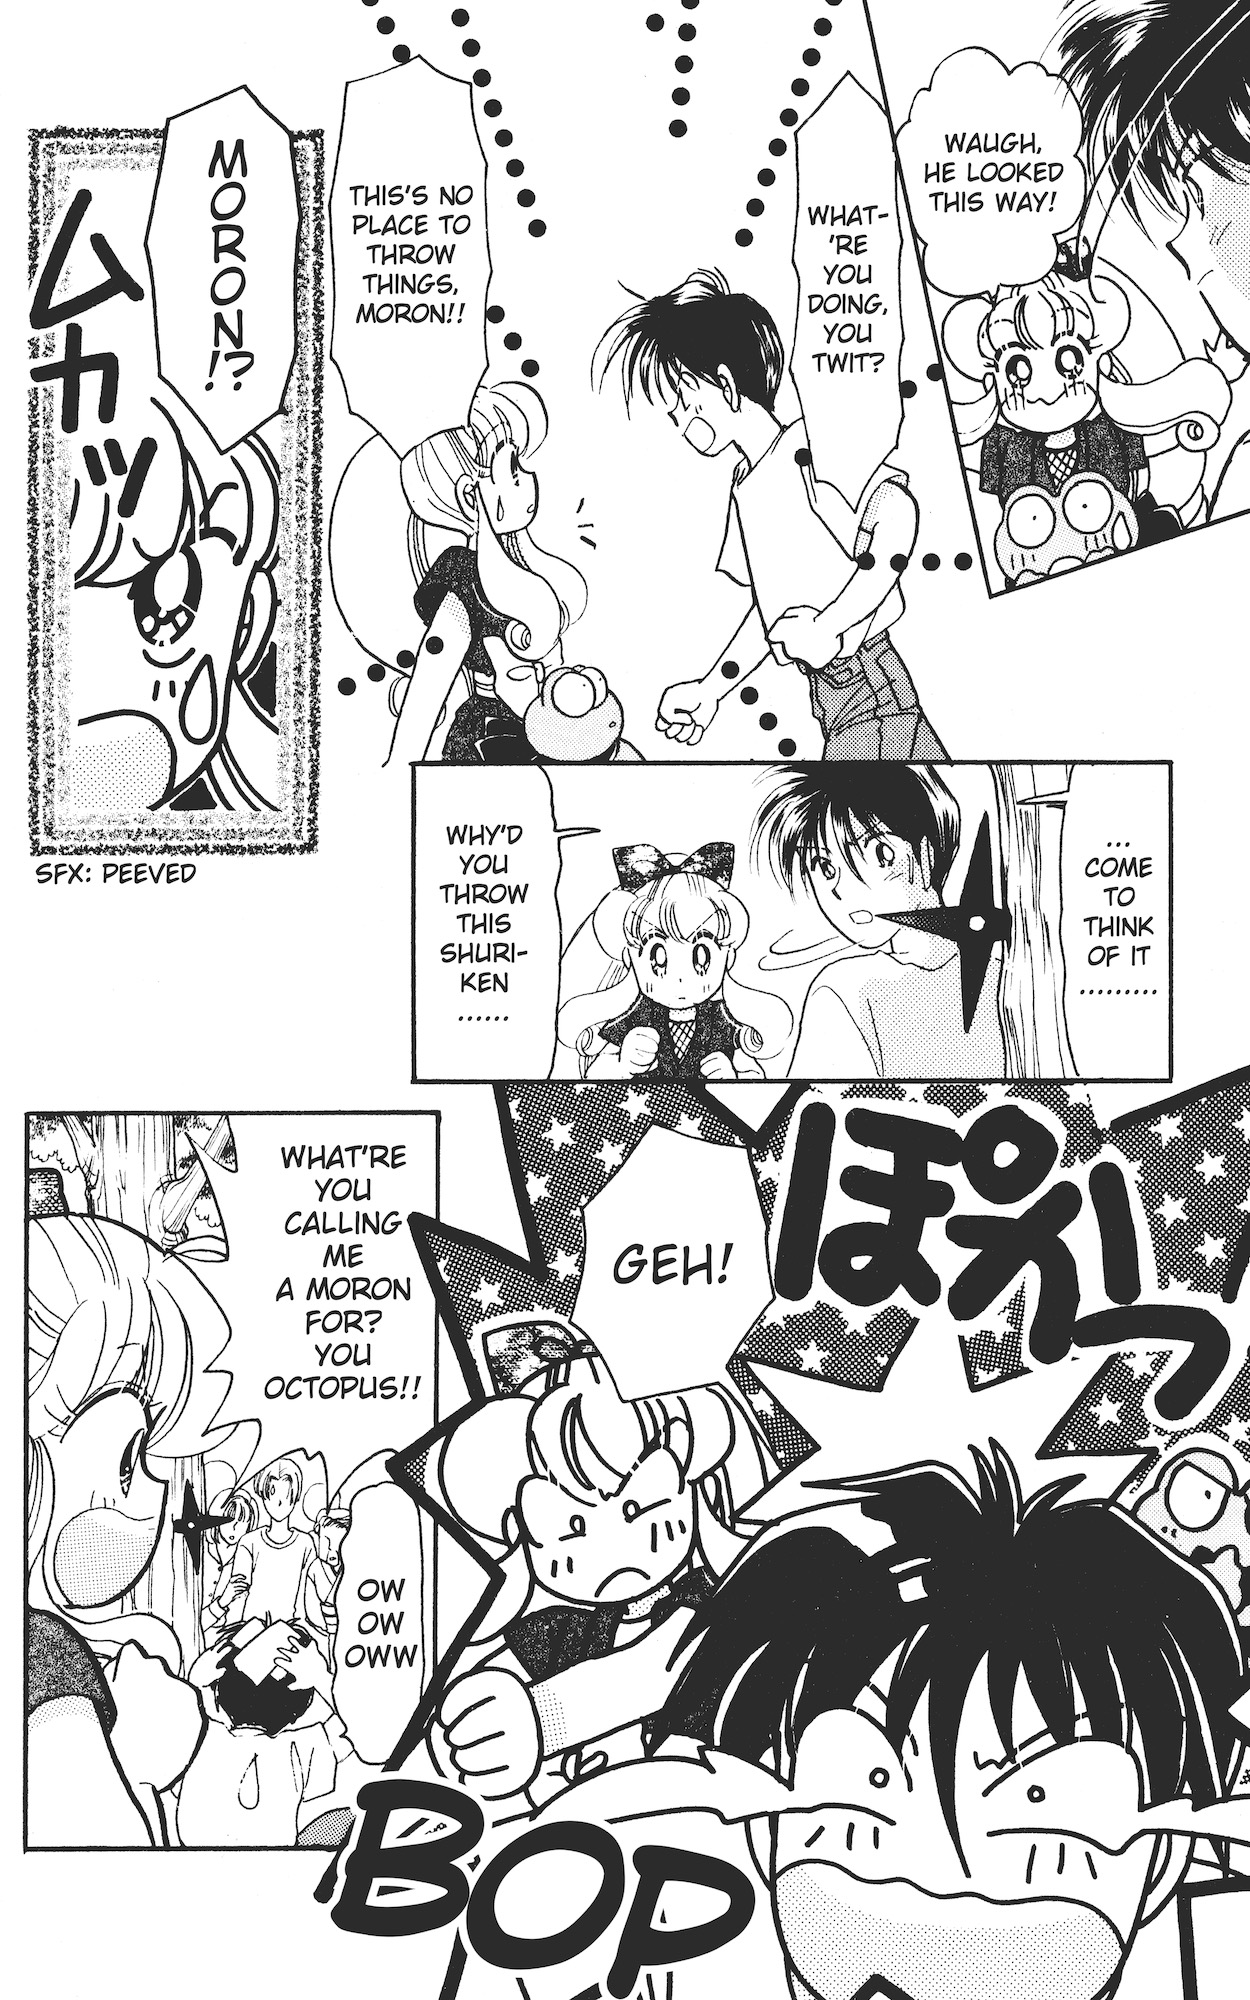 WAUGH,
HE LOOKED
THIS WAY!
WHAT-
'RE
YOU
DOING,
YOU
TWIT?
THIS'S NO
PLACE TO
THROW
THINGS,
MORON!!
MORON!?
ムカッ
SFX: PEEVED
...
COME
TO
THINK
OF IT
.........
WHY'D
YOU
THROW
THIS
SHURI-
KEN
......
ぽかっ
GEH!
BOP
WHAT'RE
YOU
CALLING
ME
A MORON
FOR?
YOU
OCTOPUS!!
OW
OW
OWW